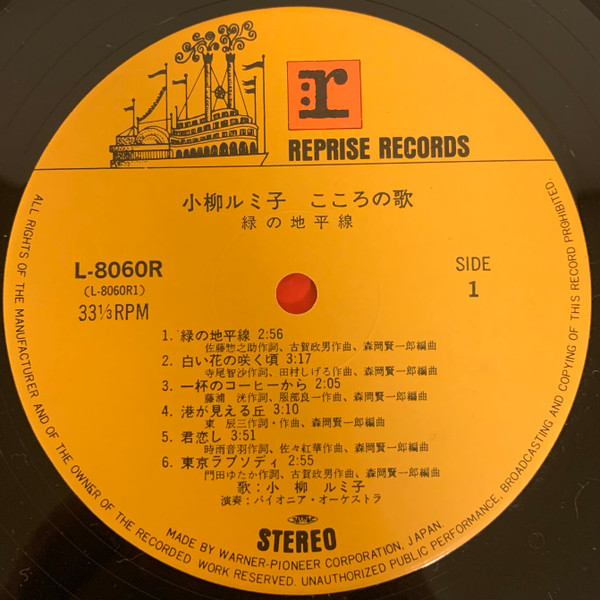 r
REPRISE RECORDS
小柳ルミ子 こころの歌
緑の地平線
L-8060R
(L-8060R1)
33⅓RPM
SIDE
1
1. 緑の地平線 2:56
佐藤惣之助作詞、古賀政男作曲、森岡賢一郎編曲
2. 白い花の咲く頃 3:17
寺尾智沙作詞、田村しげる作曲、森岡賢一郎編曲
3. 一杯のコーヒーから 2:05
藤浦 洸作詞、服部良一作曲、森岡賢一郎編曲
4. 港が見える丘 3:10
東 辰三作詞・作曲、森岡賢一郎編曲
5. 君恋し 3:51
時雨音羽作詞、佐々紅華作曲、森岡賢一郎編曲
6. 東京ラプソディ 2:55
門田ゆたか作詞、古賀政男作曲、森岡賢一郎編曲
歌：小 柳 ルミ子
演奏：パイオニア・オーケストラ
STEREO
MADE BY WARNER-PIONEER CORPORATION, JAPAN.
ALL RIGHTS OF THE MANUFACTURER AND OF THE OWNER OF THE RECORDED WORK RESERVED. UNAUTHORIZED PUBLIC PERFORMANCE, BROADCASTING AND COPYING OF THIS RECORD PROHIBITED.